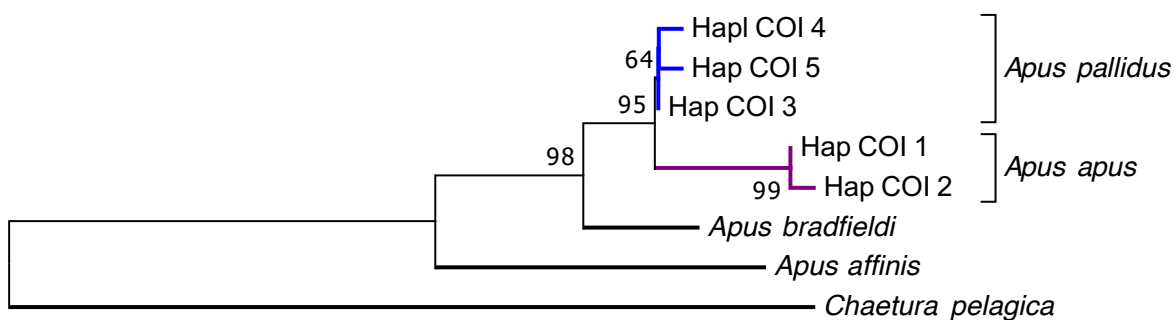 Hapl COI 4
64
Hap COI 5
Apus pallidus
95
Hap COI 3
98
Hap COI 1
Apus apus
99
Hap COI 2
Apus bradfieldi
Apus affinis
Chaetura pelagica